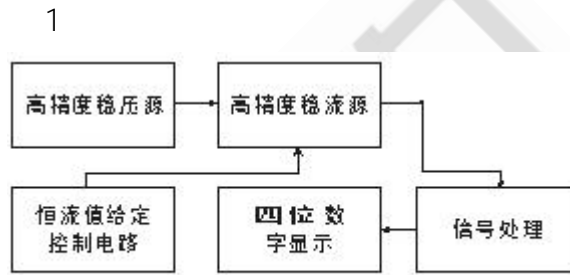 1
高精度稳压源
高精度稳流源
恒流值给定
控制电路
四位数
字显示
信号处理